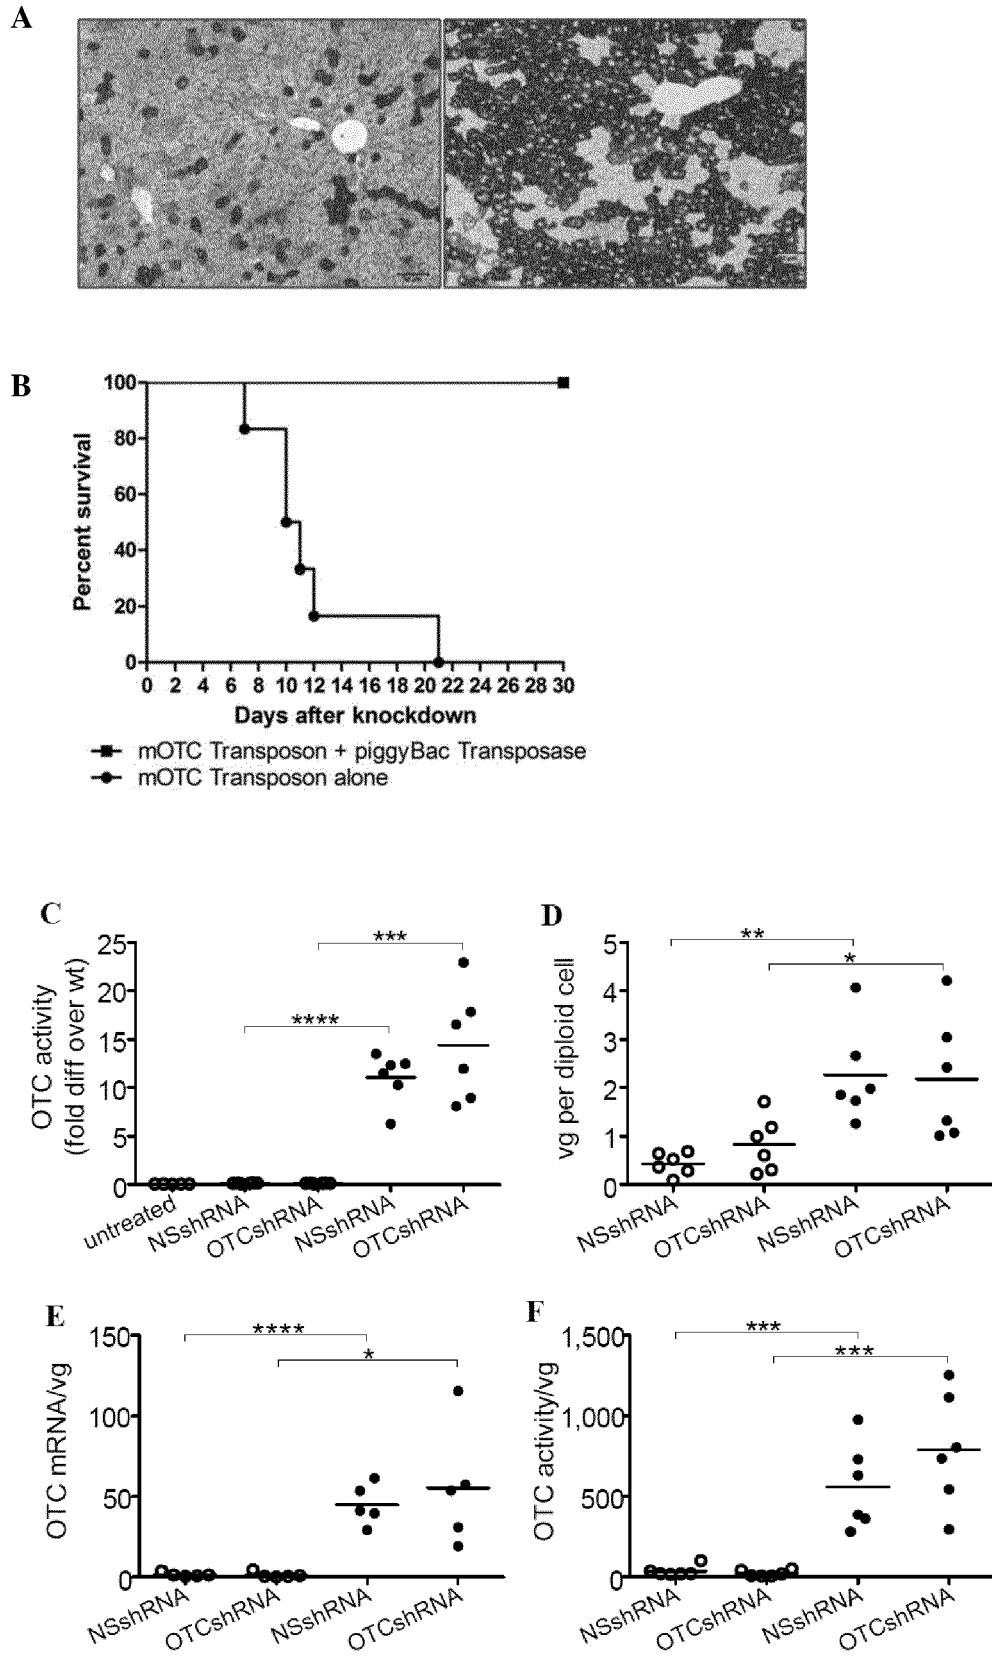 A
B
100
80
60
40
20
0
Percent survival
0 2 4 6 8 10 12 14 16 18 20 22 24 26 28 30
Days after knockdown
mOTC Transposon + piggyBac Transposase
mOTC Transposon alone
C
OTC activity
(fold diff over wt)
25
20
15
10
5
0
***
****
untreated
NSshRNA
OTCshRNA
NSshRNA
OTCshRNA
D
vg per diploid cell
5
4
3
2
1
0
**
*
NSshRNA
OTCshRNA
NSshRNA
OTCshRNA
E
OTC mRNA/vg
150
100
50
0
****
*
NSshRNA
OTCshRNA
NSshRNA
OTCshRNA
F
OTC activity/vg
1,500
1,000
500
0
***
***
NSshRNA
OTCshRNA
NSshRNA
OTCshRNA